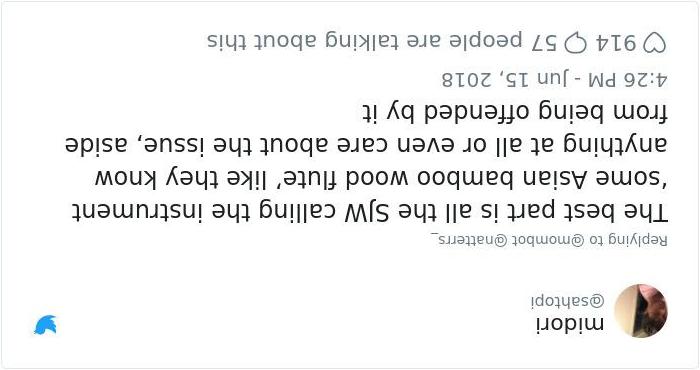 midori
@sahtopi
Replying to @mombot @natterrs_
The best part is all the SJW calling the instrument
'some Asian bamboo wood flute', like they know
anything at all or even care about the issue, aside
from being offended by it
4:26 PM - Jun 15, 2018
914 57 people are talking about this